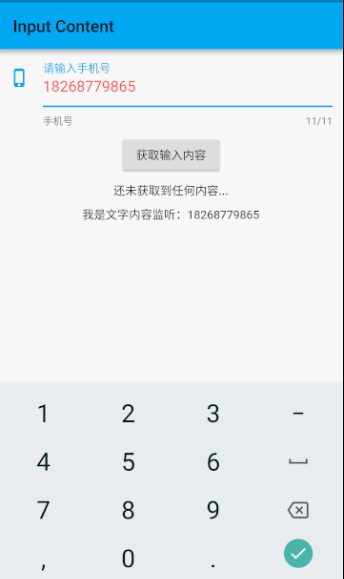 Input Content
请输入手机号
18268779865
手机号 11/11
获取输入内容
还未获取到任何内容...
我是文字内容监听：18268779865
1 2 3 -
4 5 6
7 8 9
, 0 .